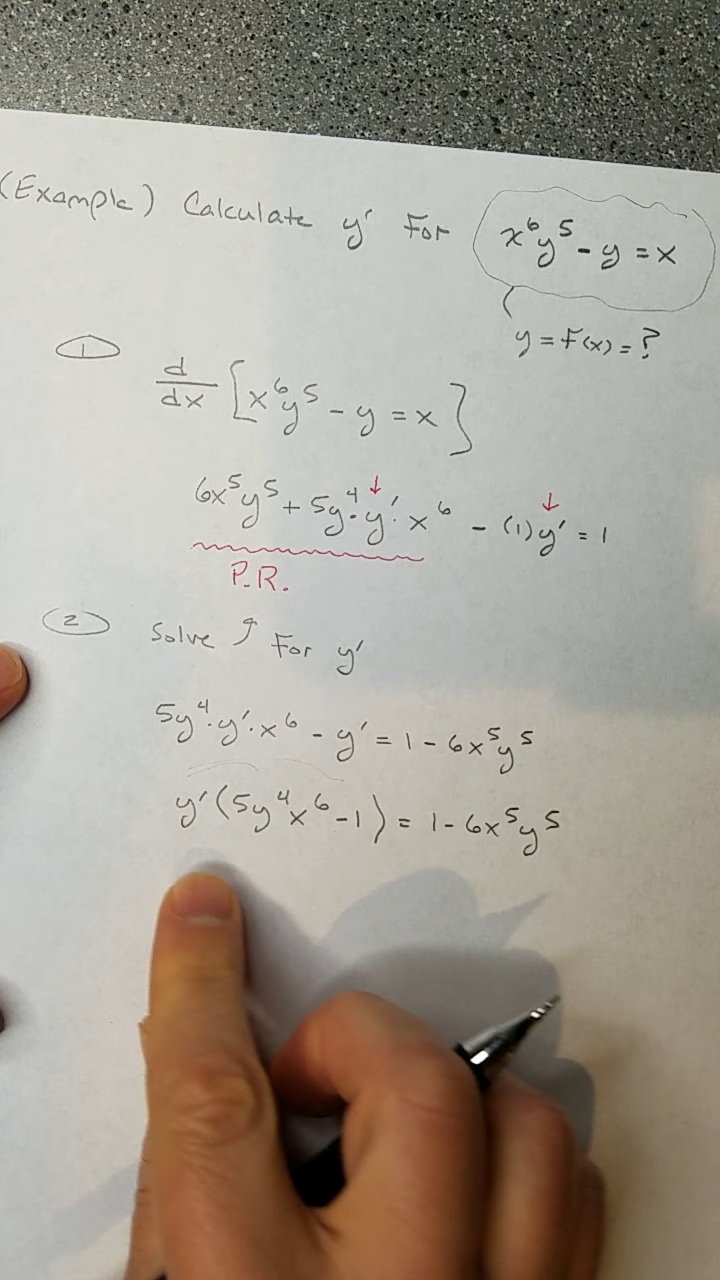 (Example) Calculate y' For x⁶y⁵ - y = x
y = F(x) = ?
① d/dx [x⁶y⁵ - y = x]
6x⁵y⁵ + 5y⁴·y'·x⁶ - (1)y' = 1
P.R.
② Solve ↑ For y'
5y⁴·y'·x⁶ - y' = 1 - 6x⁵y⁵
y'(5y⁴x⁶ - 1) = 1 - 6x⁵y⁵